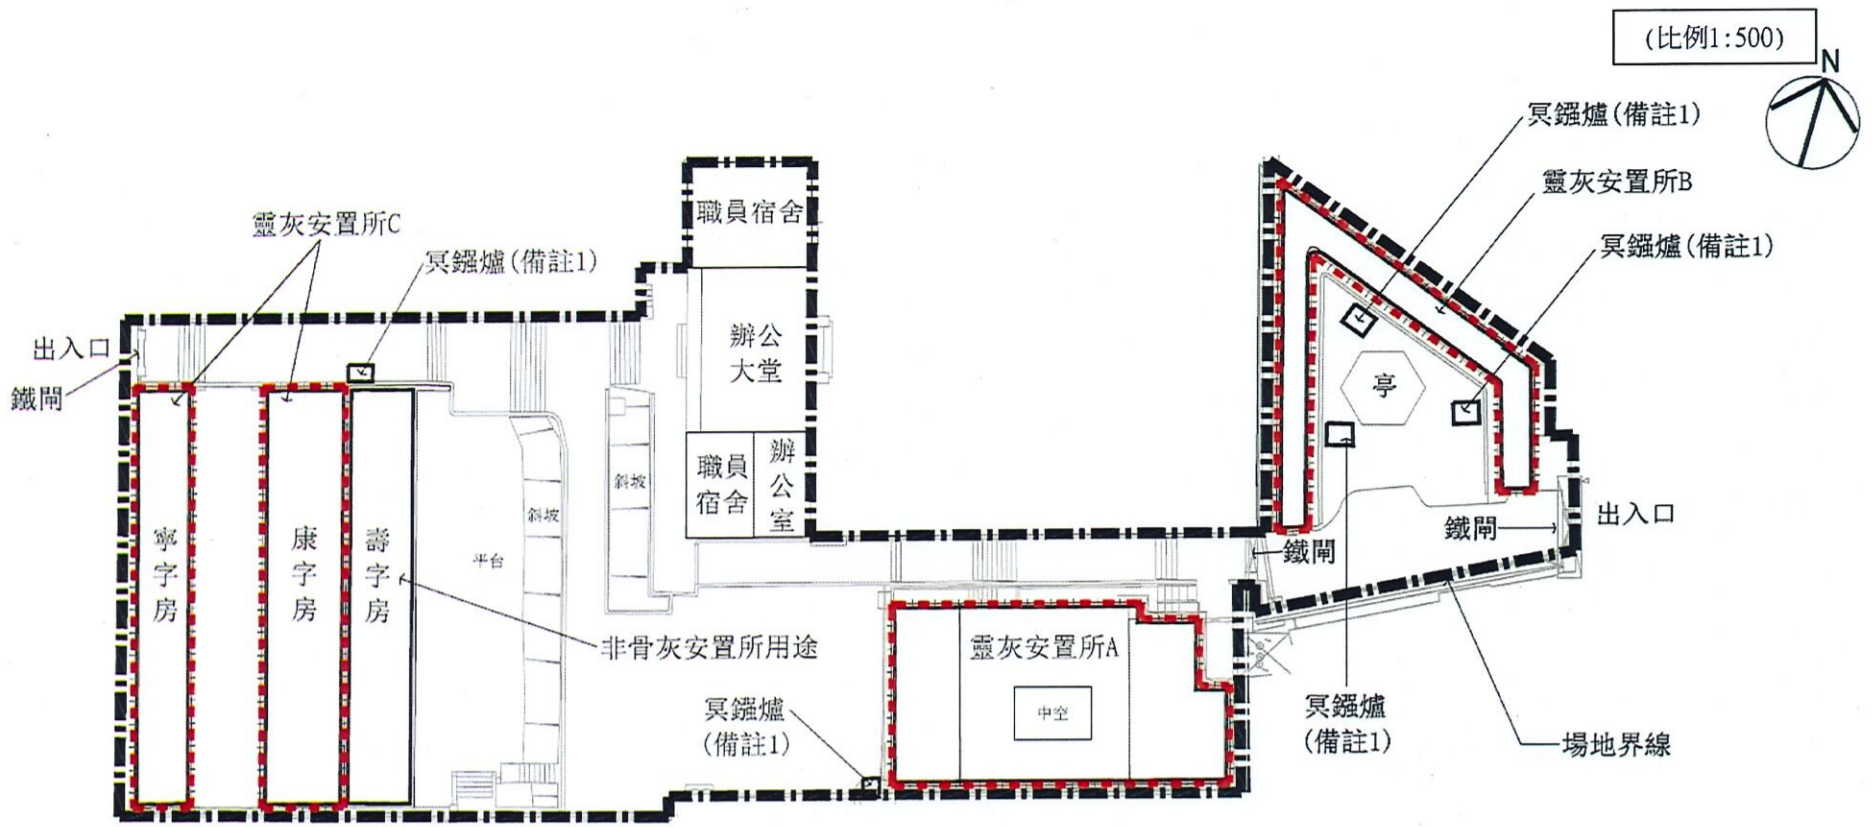 (比例1:500)
N
冥鏹爐(備註1)
靈灰安置所B
職員宿舍
靈灰安置所C
冥鏹爐(備註1)
冥鏹爐(備註1)
出入口
辦公
大堂
鐵閘
亭
職員
宿舍
辦
公
室
斜坡
斜坡
出入口
鐵閘
鐵閘
寧
字
房
康
字
房
壽
字
房
平台
非骨灰安置所用途
靈灰安置所A
冥鏹爐
(備註1)
中空
冥鏹爐
(備註1)
場地界線